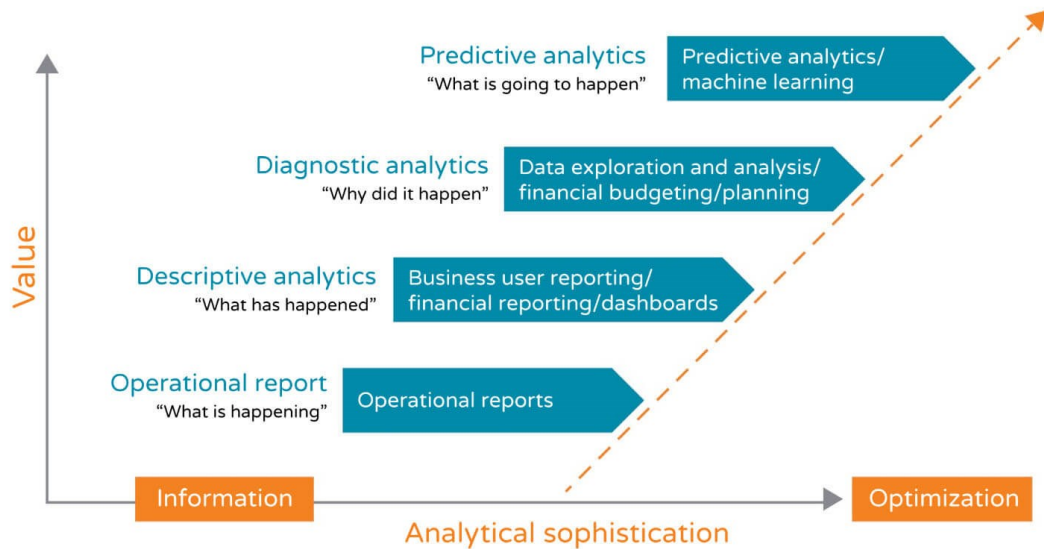 Predictive analytics
“What is going to happen”
Predictive analytics/
machine learning
Diagnostic analytics
“Why did it happen”
Data exploration and analysis/
financial budgeting/planning
Descriptive analytics
“What has happened”
Business user reporting/
financial reporting/dashboards
Operational report
“What is happening”
Operational reports
Value
Information
Optimization
Analytical sophistication